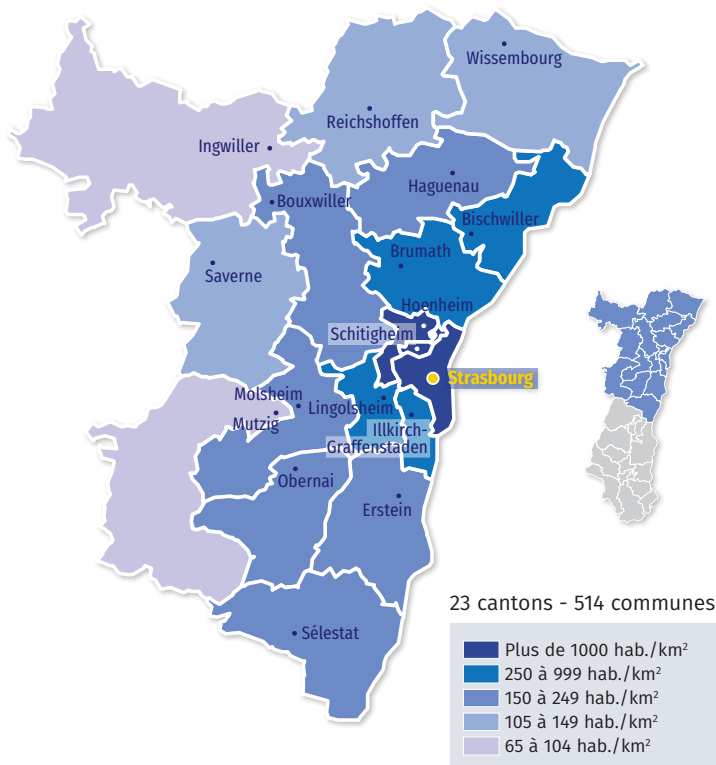 Wissembourg
Reichshoffen
Ingwiller
Haguenau
Bouxwiller
Bischwiller
Brumath
Saverne
Hoenheim
Schitigheim
Strasbourg
Molsheim
Lingolsheim
Mutzig
Illkirch-
Graffenstaden
Obernai
Erstein
Sélestat
23 cantons - 514 communes
Plus de 1000 hab./km²
250 à 999 hab./km²
150 à 249 hab./km²
105 à 149 hab./km²
65 à 104 hab./km²